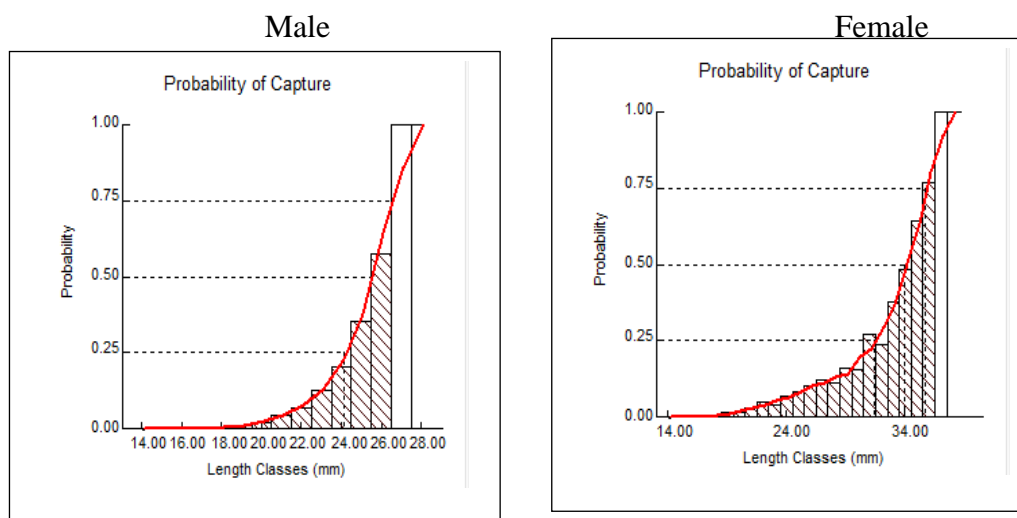 Male
Female
Probability of Capture
1.00
0.75
0.50
0.25
0.00
Probability
14.00 16.00 18.00 20.00 22.00 24.00 26.00 28.00
Length Classes (mm)
Probability of Capture
1.00
0.75
0.50
0.25
0.00
Probability
14.00 24.00 34.00
Length Classes (mm)